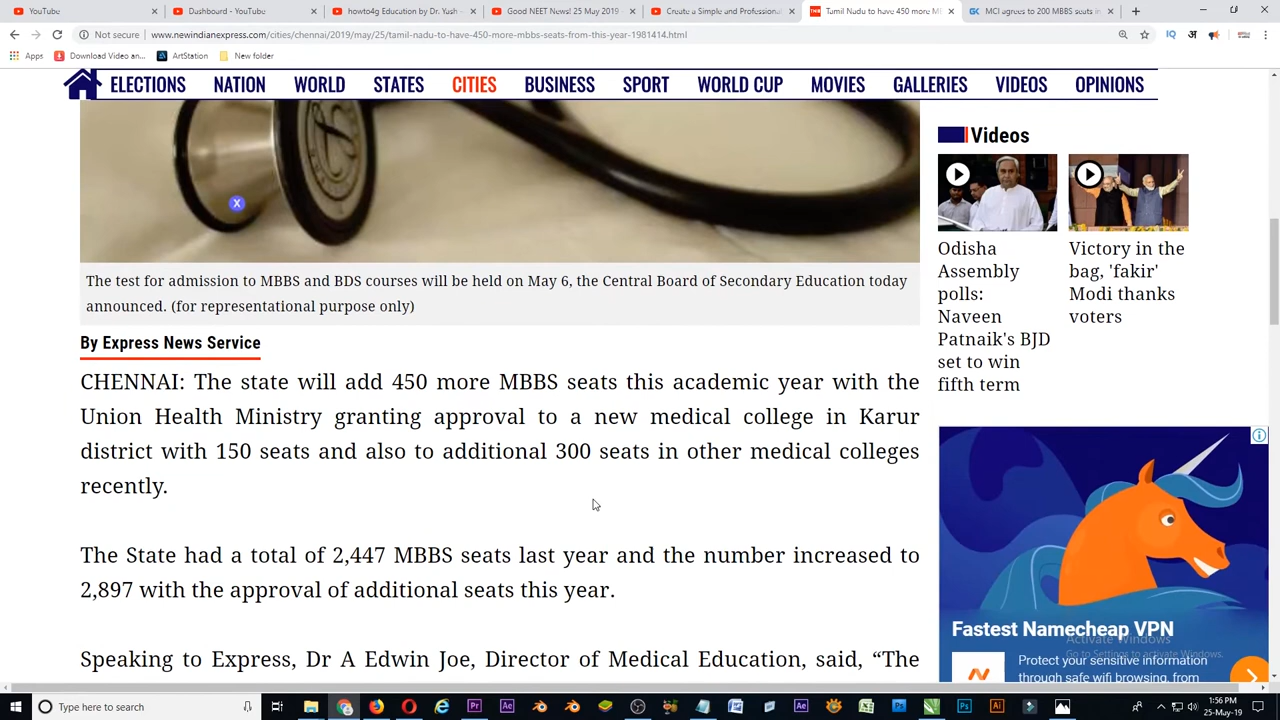 YouTube
Dashboard - YouTube
howto4g Education by Dr. Yash -
Good NEET News! 25 May 2019 -
Create a Simple and Professional
Tamil Nadu to have 450 more M
MCI agrees to 200 MBBS seats in
Not secure | www.newindianexpress.com/cities/chennai/2019/may/25/tamil-nadu-to-have-450-more-mbbs-seats-from-this-year-1981414.html
Apps
Download Video an...
ArtStation
New folder
ELECTIONS NATION WORLD STATES CITIES BUSINESS SPORT WORLD CUP MOVIES GALLERIES VIDEOS OPINIONS
X
The test for admission to MBBS and BDS courses will be held on May 6, the Central Board of Secondary Education today
announced. (for representational purpose only)
By Express News Service
CHENNAI: The state will add 450 more MBBS seats this academic year with the
Union Health Ministry granting approval to a new medical college in Karur
district with 150 seats and also to additional 300 seats in other medical colleges
recently.
The State had a total of 2,447 MBBS seats last year and the number increased to
2,897 with the approval of additional seats this year.
Speaking to Express, Dr A Edwin Joe, Director of Medical Education, said, “The
Videos
Odisha
Assembly
polls:
Naveen
Patnaik's BJD
set to win
fifth term
Victory in the
bag, 'fakir'
Modi thanks
voters
Fastest Namecheap VPN
Protect your sensitive information
through safe wifi browsing, from
Activate Windows
Go to Settings to activate Windows.
Type here to search
1:56 PM
25-May-19